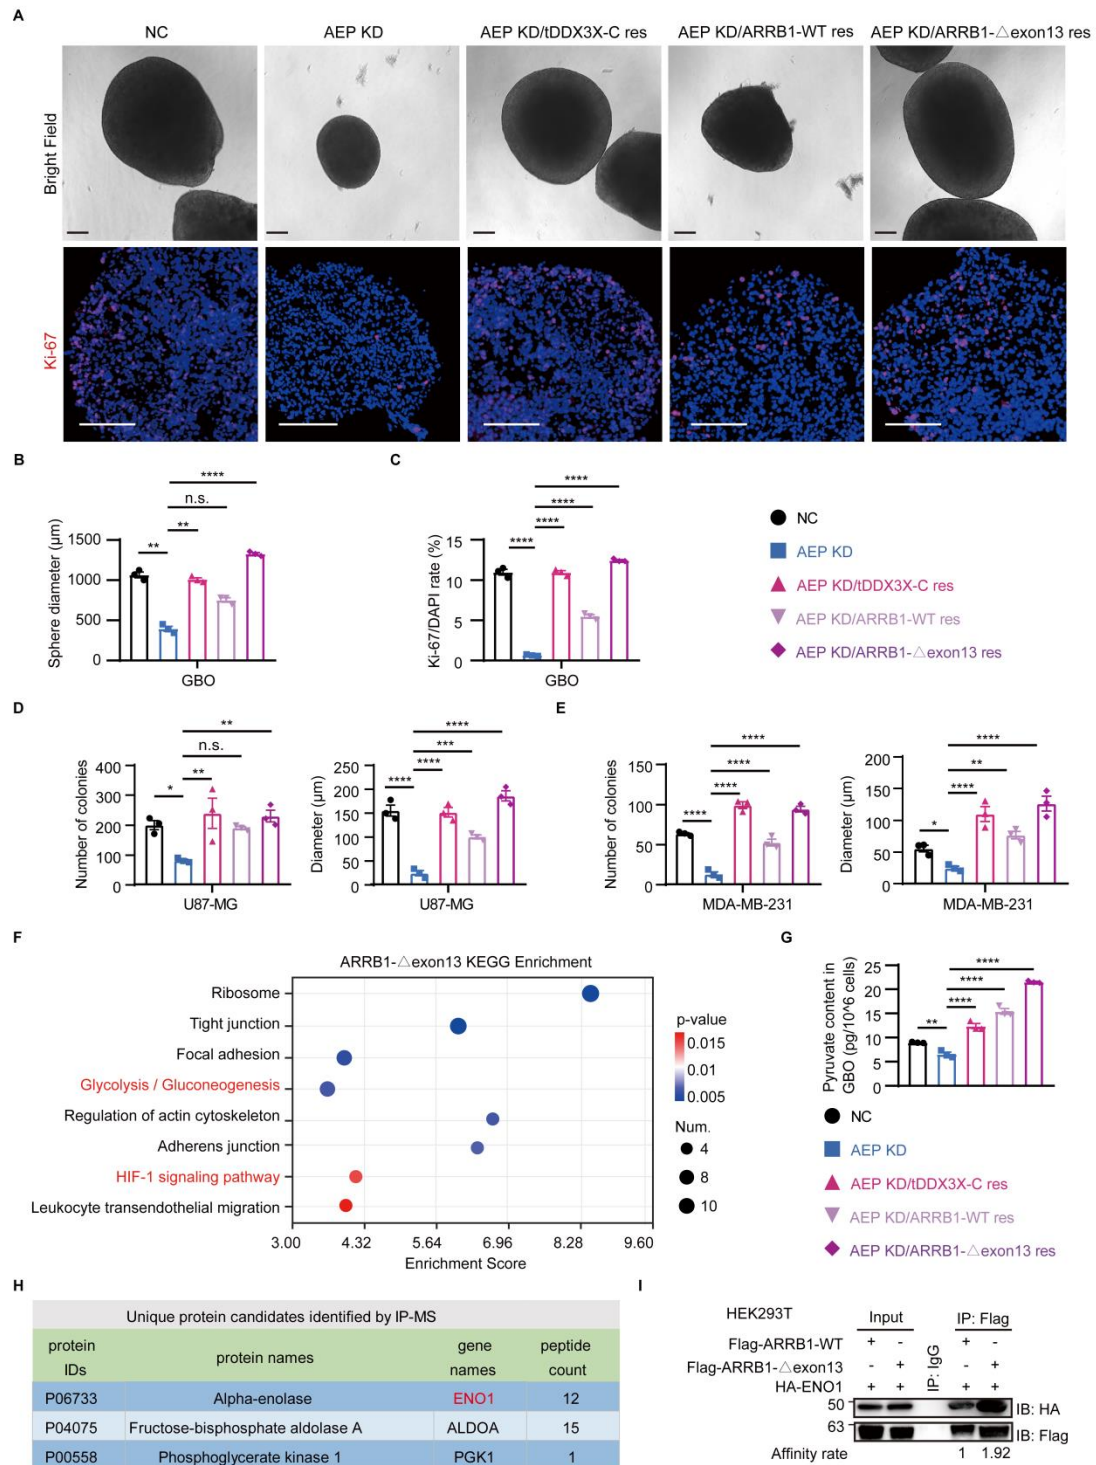 A
NC
AEP KD
AEP KD/tDDX3X-C res
AEP KD/ARRB1-WT res
AEP KD/ARRB1-△exon13 res
Bright Field
Ki-67
B
****
n.s.
**
**
Sphere diameter (μm)
1500
1000
500
0
GBO
C
****
****
****
****
Ki-67/DAPI rate (%)
15
10
5
0
GBO
NC
AEP KD
AEP KD/tDDX3X-C res
AEP KD/ARRB1-WT res
AEP KD/ARRB1-△exon13 res
D
**
n.s.
**
*
Number of colonies
400
300
200
100
0
U87-MG
****
***
****
****
Diameter (μm)
250
200
150
100
50
0
U87-MG
E
****
****
****
****
Number of colonies
150
100
50
0
MDA-MB-231
****
**
****
*
Diameter (μm)
200
150
100
50
0
MDA-MB-231
F
ARRB1-△exon13 KEGG Enrichment
Ribosome
Tight junction
Focal adhesion
Glycolysis / Gluconeogenesis
Regulation of actin cytoskeleton
Adherens junction
HIF-1 signaling pathway
Leukocyte transendothelial migration
3.00 4.32 5.64 6.96 8.28 9.60
Enrichment Score
p-value
0.015
0.01
0.005
Num.
4
8
10
G
****
****
****
**
Pyruvate content in
GBO (pg/10^6 cells)
25
20
15
10
5
0
NC
AEP KD
AEP KD/tDDX3X-C res
AEP KD/ARRB1-WT res
AEP KD/ARRB1-△exon13 res
H
Unique protein candidates identified by IP-MS
protein IDs protein names gene names peptide count
P06733 Alpha-enolase ENO1 12
P04075 Fructose-bisphosphate aldolase A ALDOA 15
P00558 Phosphoglycerate kinase 1 PGK1 1
I
HEK293T Input IP: IgG IP: Flag
Flag-ARRB1-WT + - + -
Flag-ARRB1-△exon13 - + - +
HA-ENO1 + + + +
50 IB: HA
63 IB: Flag
Affinity rate 1 1.92